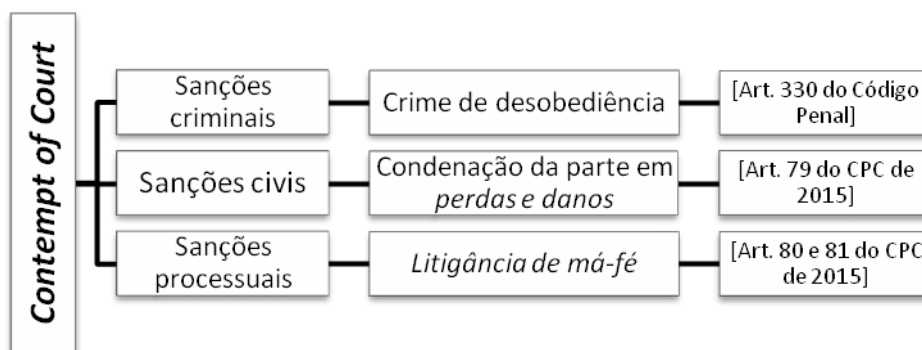 Contempt of Court
Sanções
criminais
Crime de desobediência
[Art. 330 do Código
Penal]
Sanções civis
Condenação da parte em
perdas e danos
[Art. 79 do CPC de
2015]
Sanções
processuais
Litigância de má-fé
[Art. 80 e 81 do CPC
de 2015]